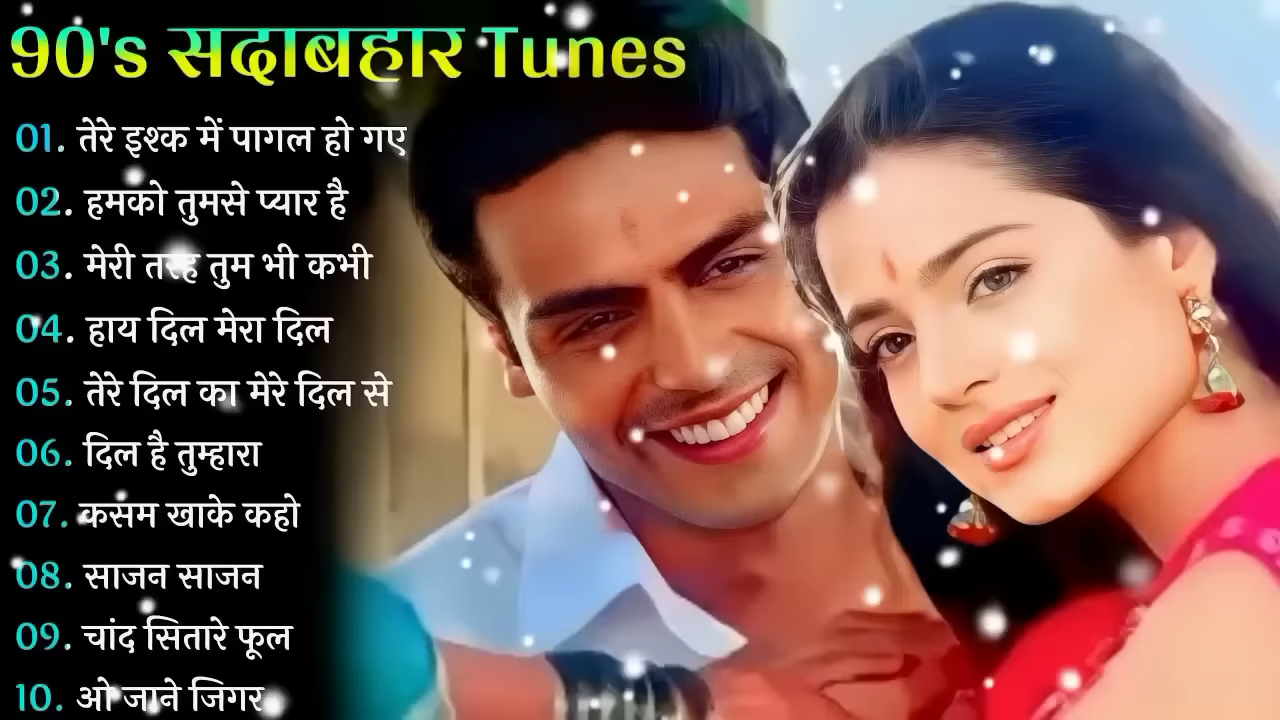 90's सदाबहार Tunes
01. तेरे इश्क में पागल हो गए
02. हमको तुमसे प्यार है
03. मेरी तरह तुम भी कभी
04. हाय दिल मेरा दिल
05. तेरे दिल का मेरे दिल से
06. दिल है तुम्हारा
07. कसम खाके कहो
08. साजन साजन
09. चांद सितारे फूल
10. ओ जाने जिगर